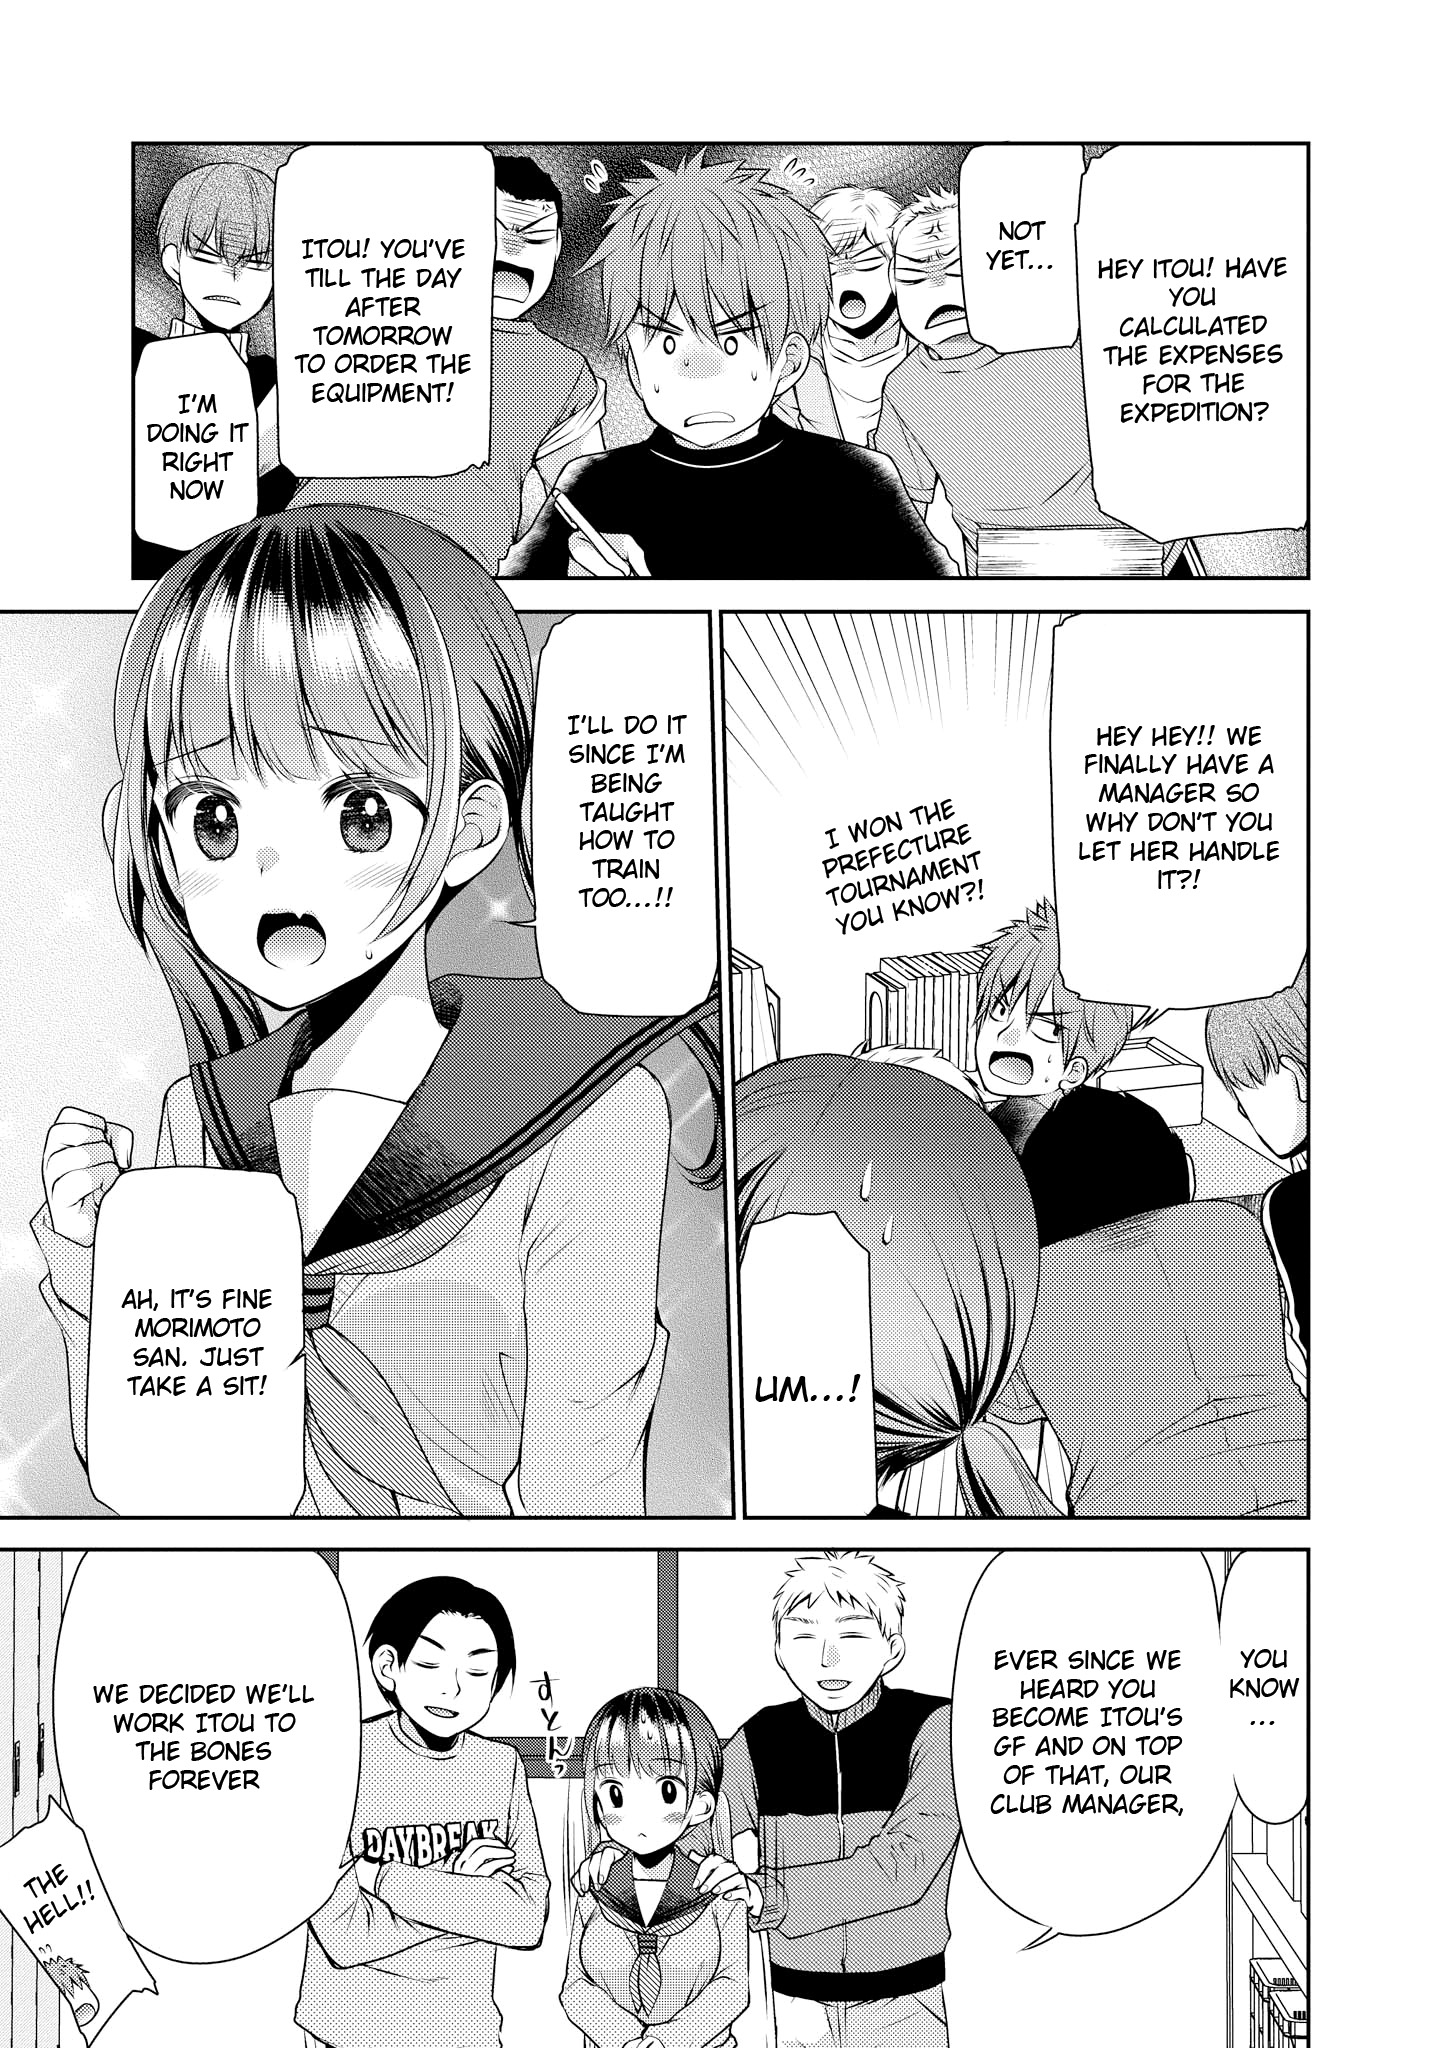 HEY ITOU! HAVE
YOU
CALCULATED
THE EXPENSES
FOR THE
EXPEDITION?
NOT
YET...
ITOU! YOU'VE
TILL THE DAY
AFTER
TOMORROW
TO ORDER THE
EQUIPMENT!
I'M
DOING IT
RIGHT
NOW
HEY HEY!! WE
FINALLY HAVE A
MANAGER SO
WHY DON'T YOU
LET HER HANDLE
IT?!
I WON THE
PREFECTURE
TOURNAMENT
YOU KNOW?!
UM...!
I'LL DO IT
SINCE I'M
BEING
TAUGHT
HOW TO
TRAIN
TOO...!!
AH, IT'S FINE
MORIMOTO
SAN. JUST
TAKE A SIT!
YOU
KNOW
...
EVER SINCE WE
HEARD YOU
BECOME ITOU'S
GF AND ON TOP
OF THAT, OUR
CLUB MANAGER,
すとんっ
DAYBREAK
WE DECIDED WE'LL
WORK ITOU TO
THE BONES
FOREVER
THE
HELL!!